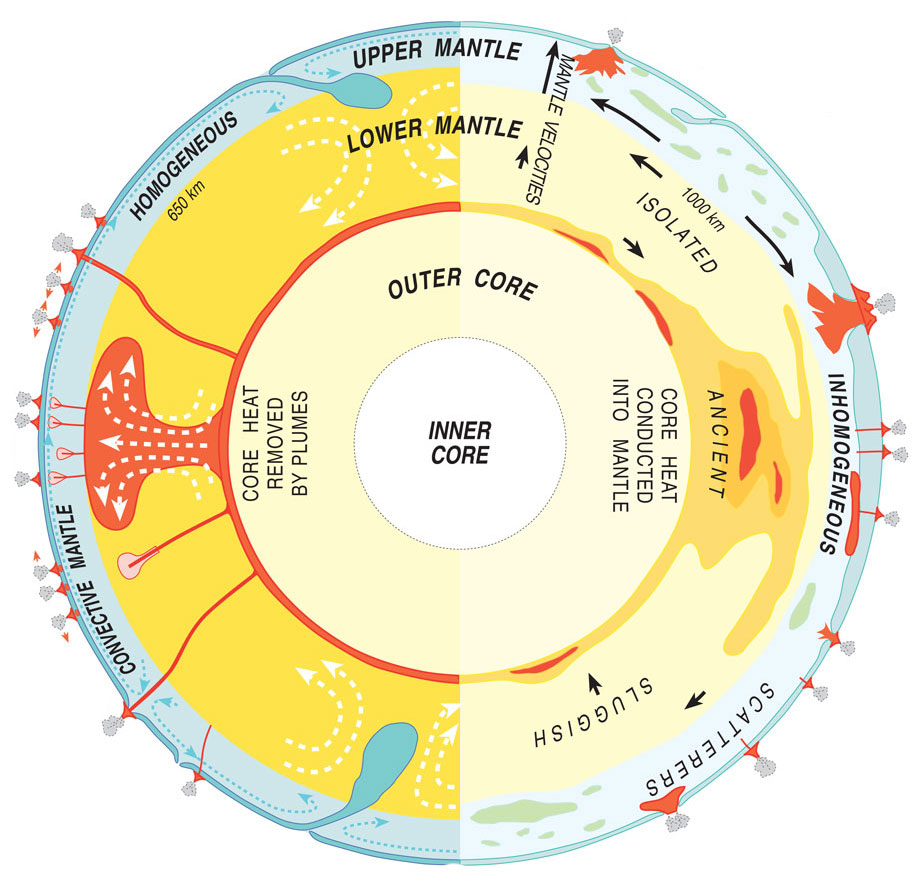 UPPER MANTLE
LOWER MANTLE
HOMOGENEOUS
650 km
MANTLE VELOCITIES
1000 km
ISOLATED
OUTER CORE
INNER
CORE
CORE HEAT
REMOVED
BY PLUMES
CORE HEAT
CONDUCTED
INTO MANTLE
ANCIENT
INHOMOGENEOUS
CONVECTIVE MANTLE
SLUGGISH
SCATTERERS